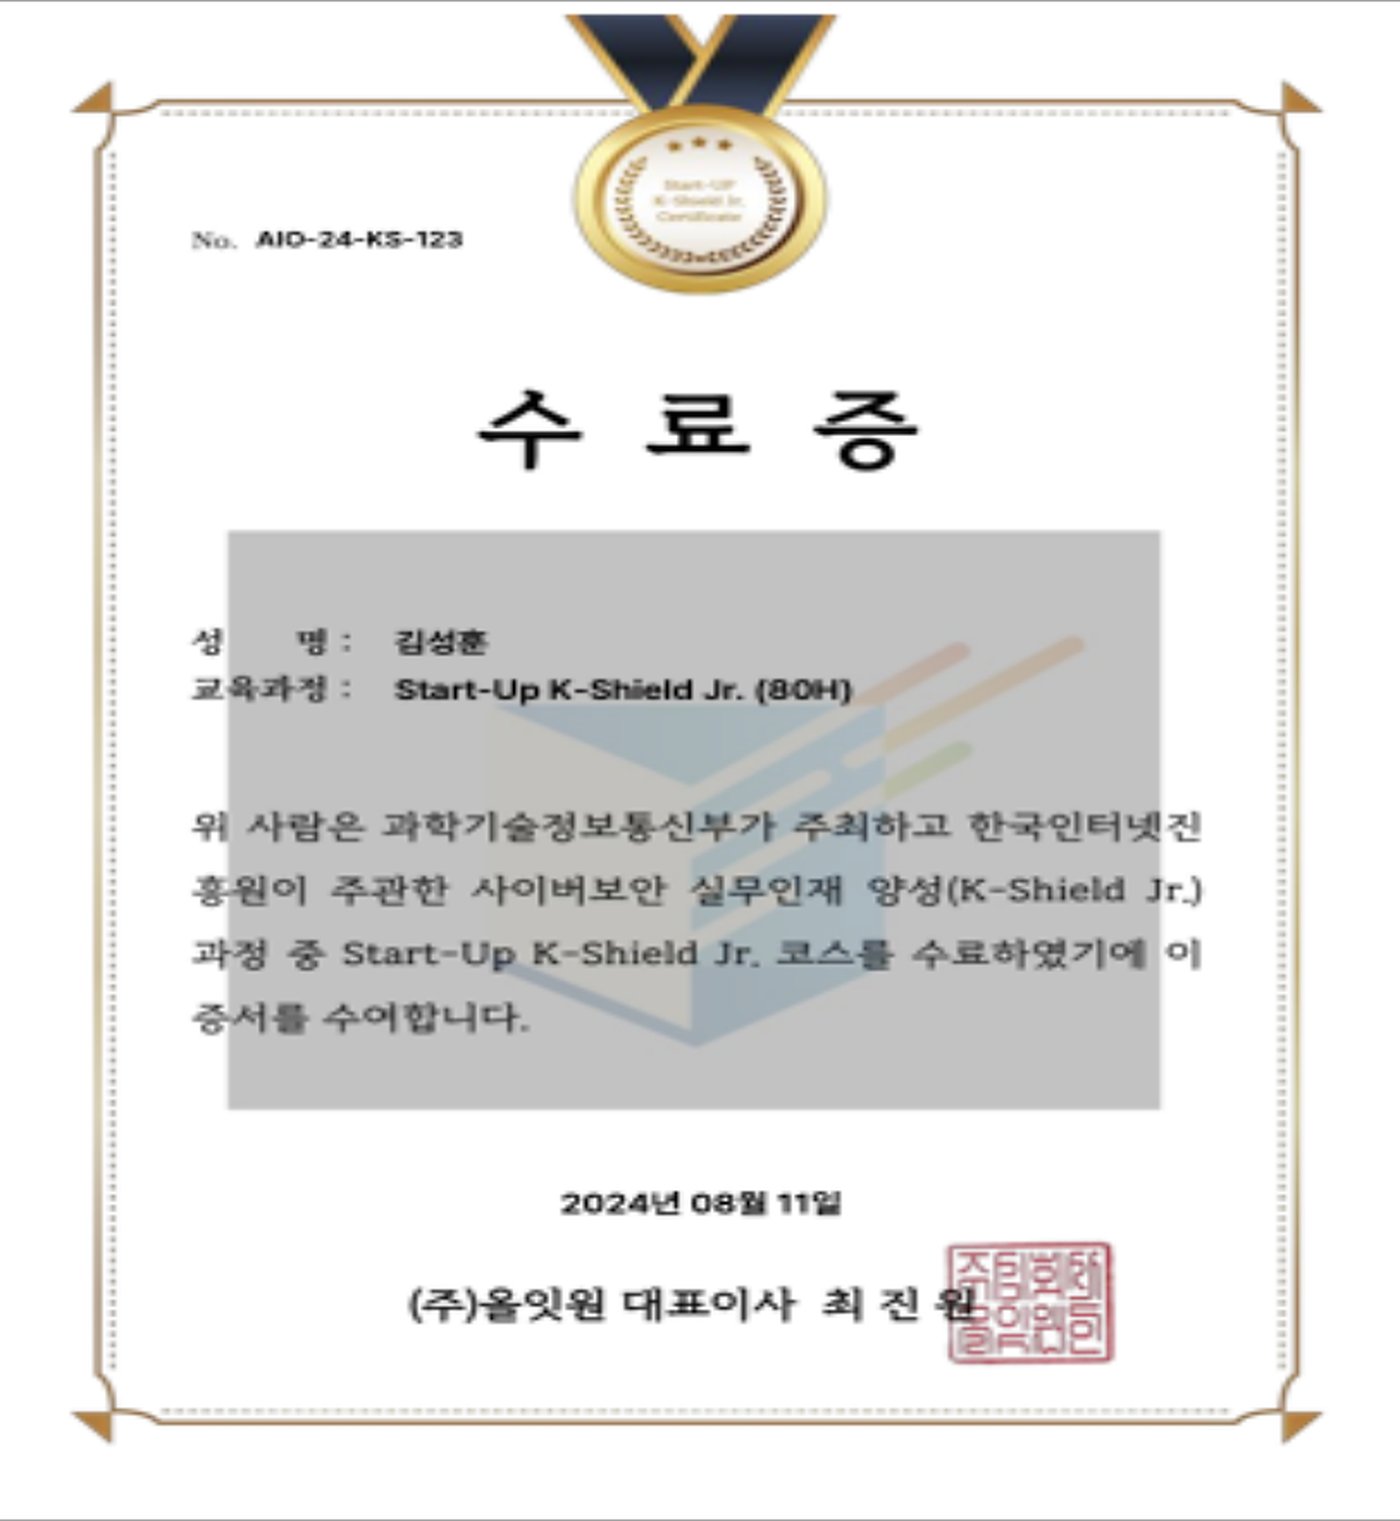 Start-UP
K-Shield Jr.
Certificate
No. AIO-24-KS-123
수 료 증
성 명 : 김성훈
교육과정 : Start-Up K-Shield Jr. (80H)
위 사람은 과학기술정보통신부가 주최하고 한국인터넷진
흥원이 주관한 사이버보안 실무인재 양성(K-Shield Jr.)
과정 중 Start-Up K-Shield Jr. 코스를 수료하였기에 이
증서를 수여합니다.
2024년 08월 11일
(주)올잇원 대표이사 최 진 원